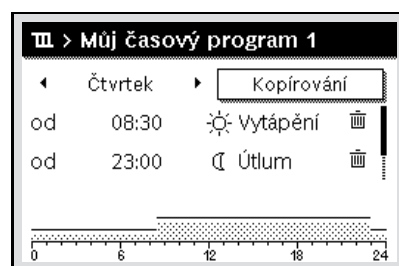 > Můj časový program 1
Čtvrtek Kopírování
od 08:30 Vytápění
od 23:00 Útlum
0 6 12 18 24